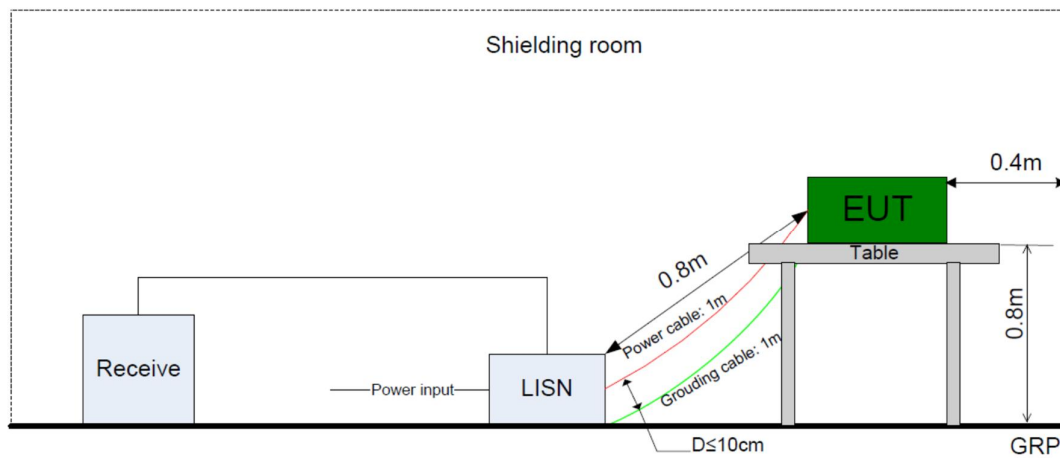 Shielding room
0.4m
EUT
Table
0.8m
Power cable: 1m
Grouding cable: 1m
0.8m
Receive
Power input
LISN
D≤10cm
GRP